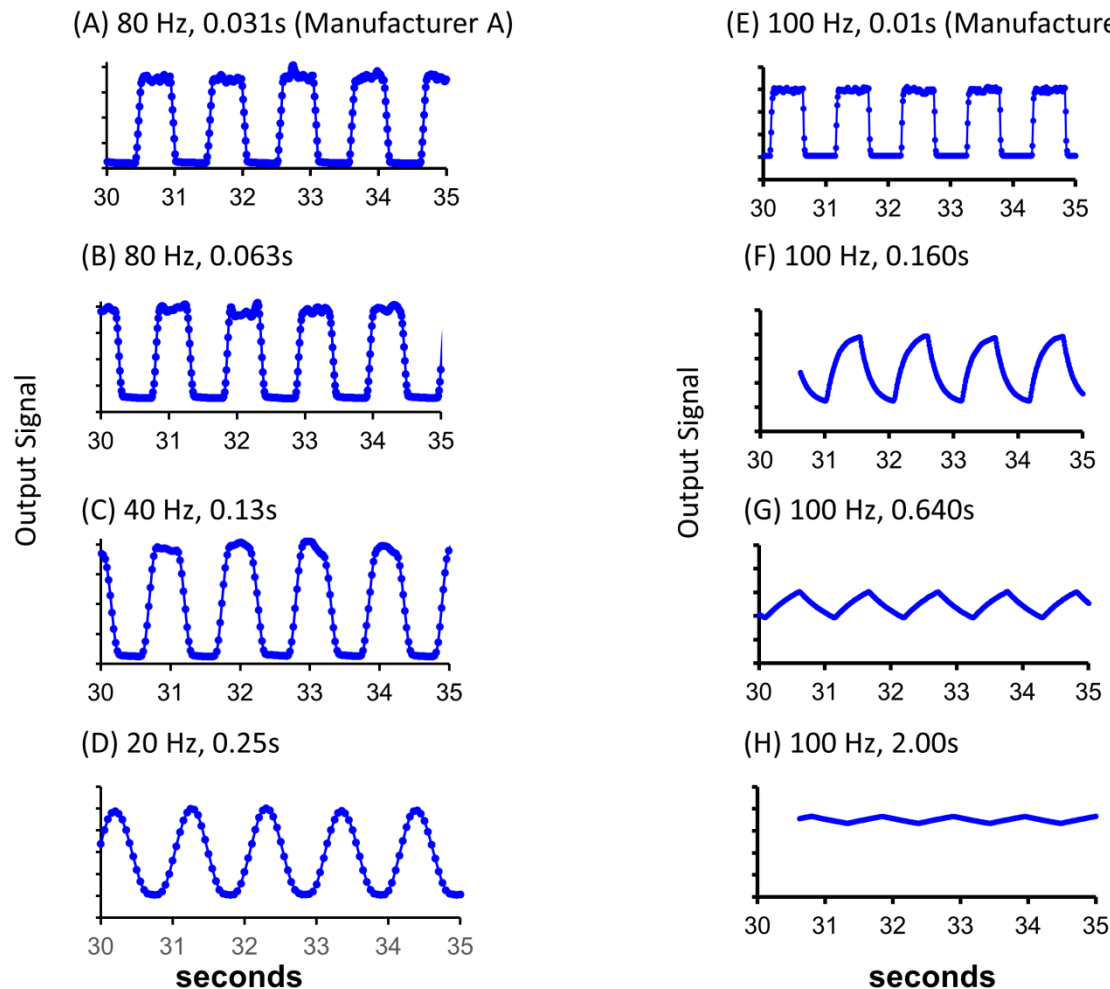 (A) 80 Hz, 0.031s (Manufacturer A)
30 31 32 33 34 35
(B) 80 Hz, 0.063s
30 31 32 33 34 35
(C) 40 Hz, 0.13s
30 31 32 33 34 35
(D) 20 Hz, 0.25s
30 31 32 33 34 35
seconds
Output Signal
(E) 100 Hz, 0.01s (Manufacture
30 31 32 33 34 35
(F) 100 Hz, 0.160s
30 31 32 33 34 35
(G) 100 Hz, 0.640s
30 31 32 33 34 35
(H) 100 Hz, 2.00s
30 31 32 33 34 35
seconds
Output Signal